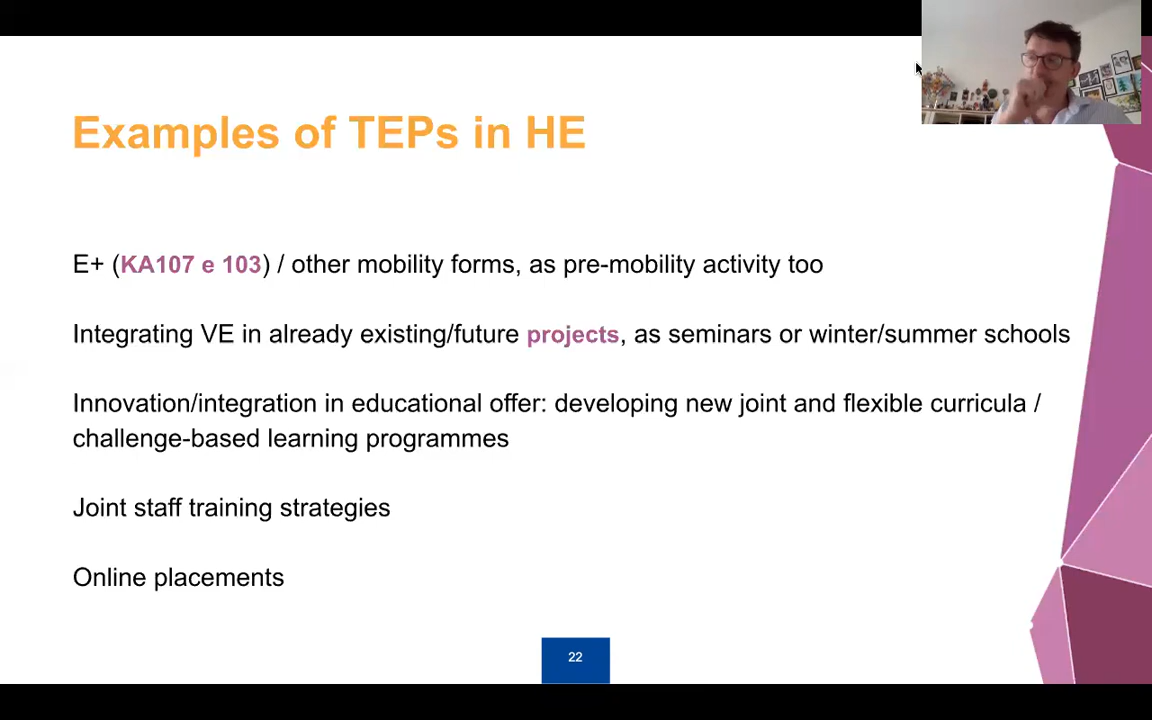 Examples of TEPs in HE
E+ (KA107 e 103) / other mobility forms, as pre-mobility activity too
Integrating VE in already existing/future projects, as seminars or winter/summer schools
Innovation/integration in educational offer: developing new joint and flexible curricula /
challenge-based learning programmes
Joint staff training strategies
Online placements
22